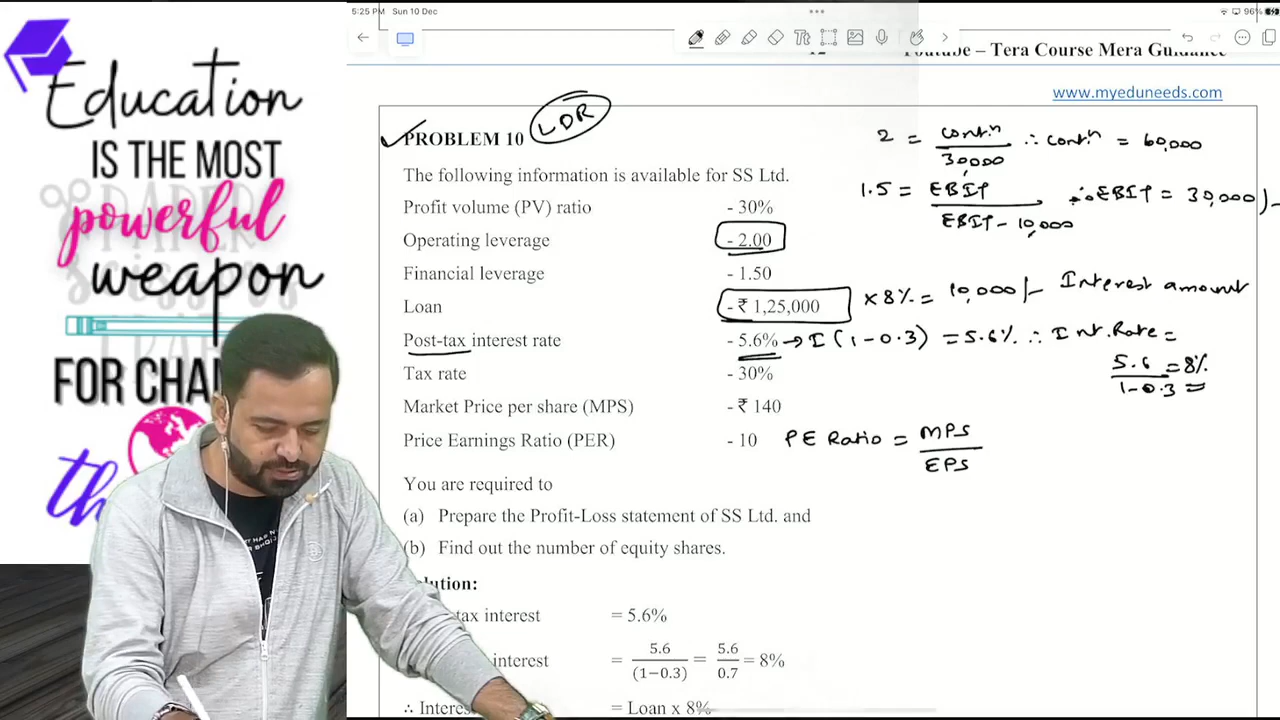 5:25 PM Sun 10 Dec
96%
Education
IS THE MOST
powerful
weapon
FOR CHAN
th
Youtube – Tera Course Mera Guidance
www.myeduneeds.com
PROBLEM 10 LDR
The following information is available for SS Ltd.
Profit volume (PV) ratio - 30%
Operating leverage - 2.00
Financial leverage - 1.50
Loan - ₹ 1,25,000 x 8% = 10,000/- Interest amount
Post-tax interest rate - 5.6% → I (1-0.3) = 5.6% ∴ Int. Rate =
5.6 / 1-0.3 = 8%
Tax rate - 30%
Market Price per share (MPS) - ₹ 140
Price Earnings Ratio (PER) - 10 PE Ratio = MPS / EPS
2 = contn / 30,000 ∴ contn = 60,000
1.5 = EBIT / EBIT - 10,000 ∴ EBIT = 30,000/-
You are required to
(a) Prepare the Profit-Loss statement of SS Ltd. and
(b) Find out the number of equity shares.
lution:
tax interest = 5.6%
interest = 5.6 / (1−0.3) = 5.6 / 0.7 = 8%
∴ Interes = Loan x 8%